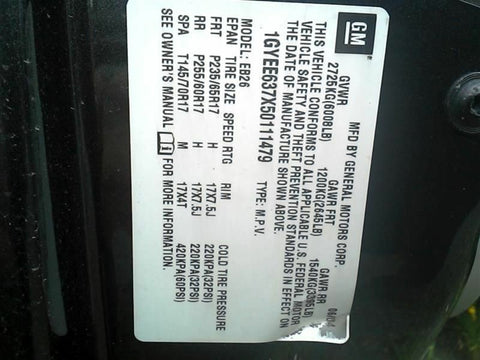 GM
MFD BY GENERAL MOTORS CORP.
GVWR GAWR FRT GAWR RR
2725KG(6008LB) 1200KG(2645LB) 1540KG(3395LB)
THIS VEHICLE CONFORMS TO ALL APPLICABLE U.S. FEDERAL MOTOR
VEHICLE SAFETY AND THEFT PREVENTION STANDARDS IN EFFECT ON
THE DATE OF MANUFACTURE SHOWN ABOVE.
1GYEE637X50111479 TYPE: M.P.V.
MODEL: EB26
EPAN TIRE SIZE SPEED RTG RIM COLD TIRE PRESSURE
FRT P235/65R17 H 17X7.5J 220KPA(32PSI)
RR P255/60R17 H 17X7.5J 220KPA(32PSI)
SPA T145/70R17 17X4T 420KPA(60PSI)
SEE OWNER'S MANUAL FOR MORE INFORMATION.